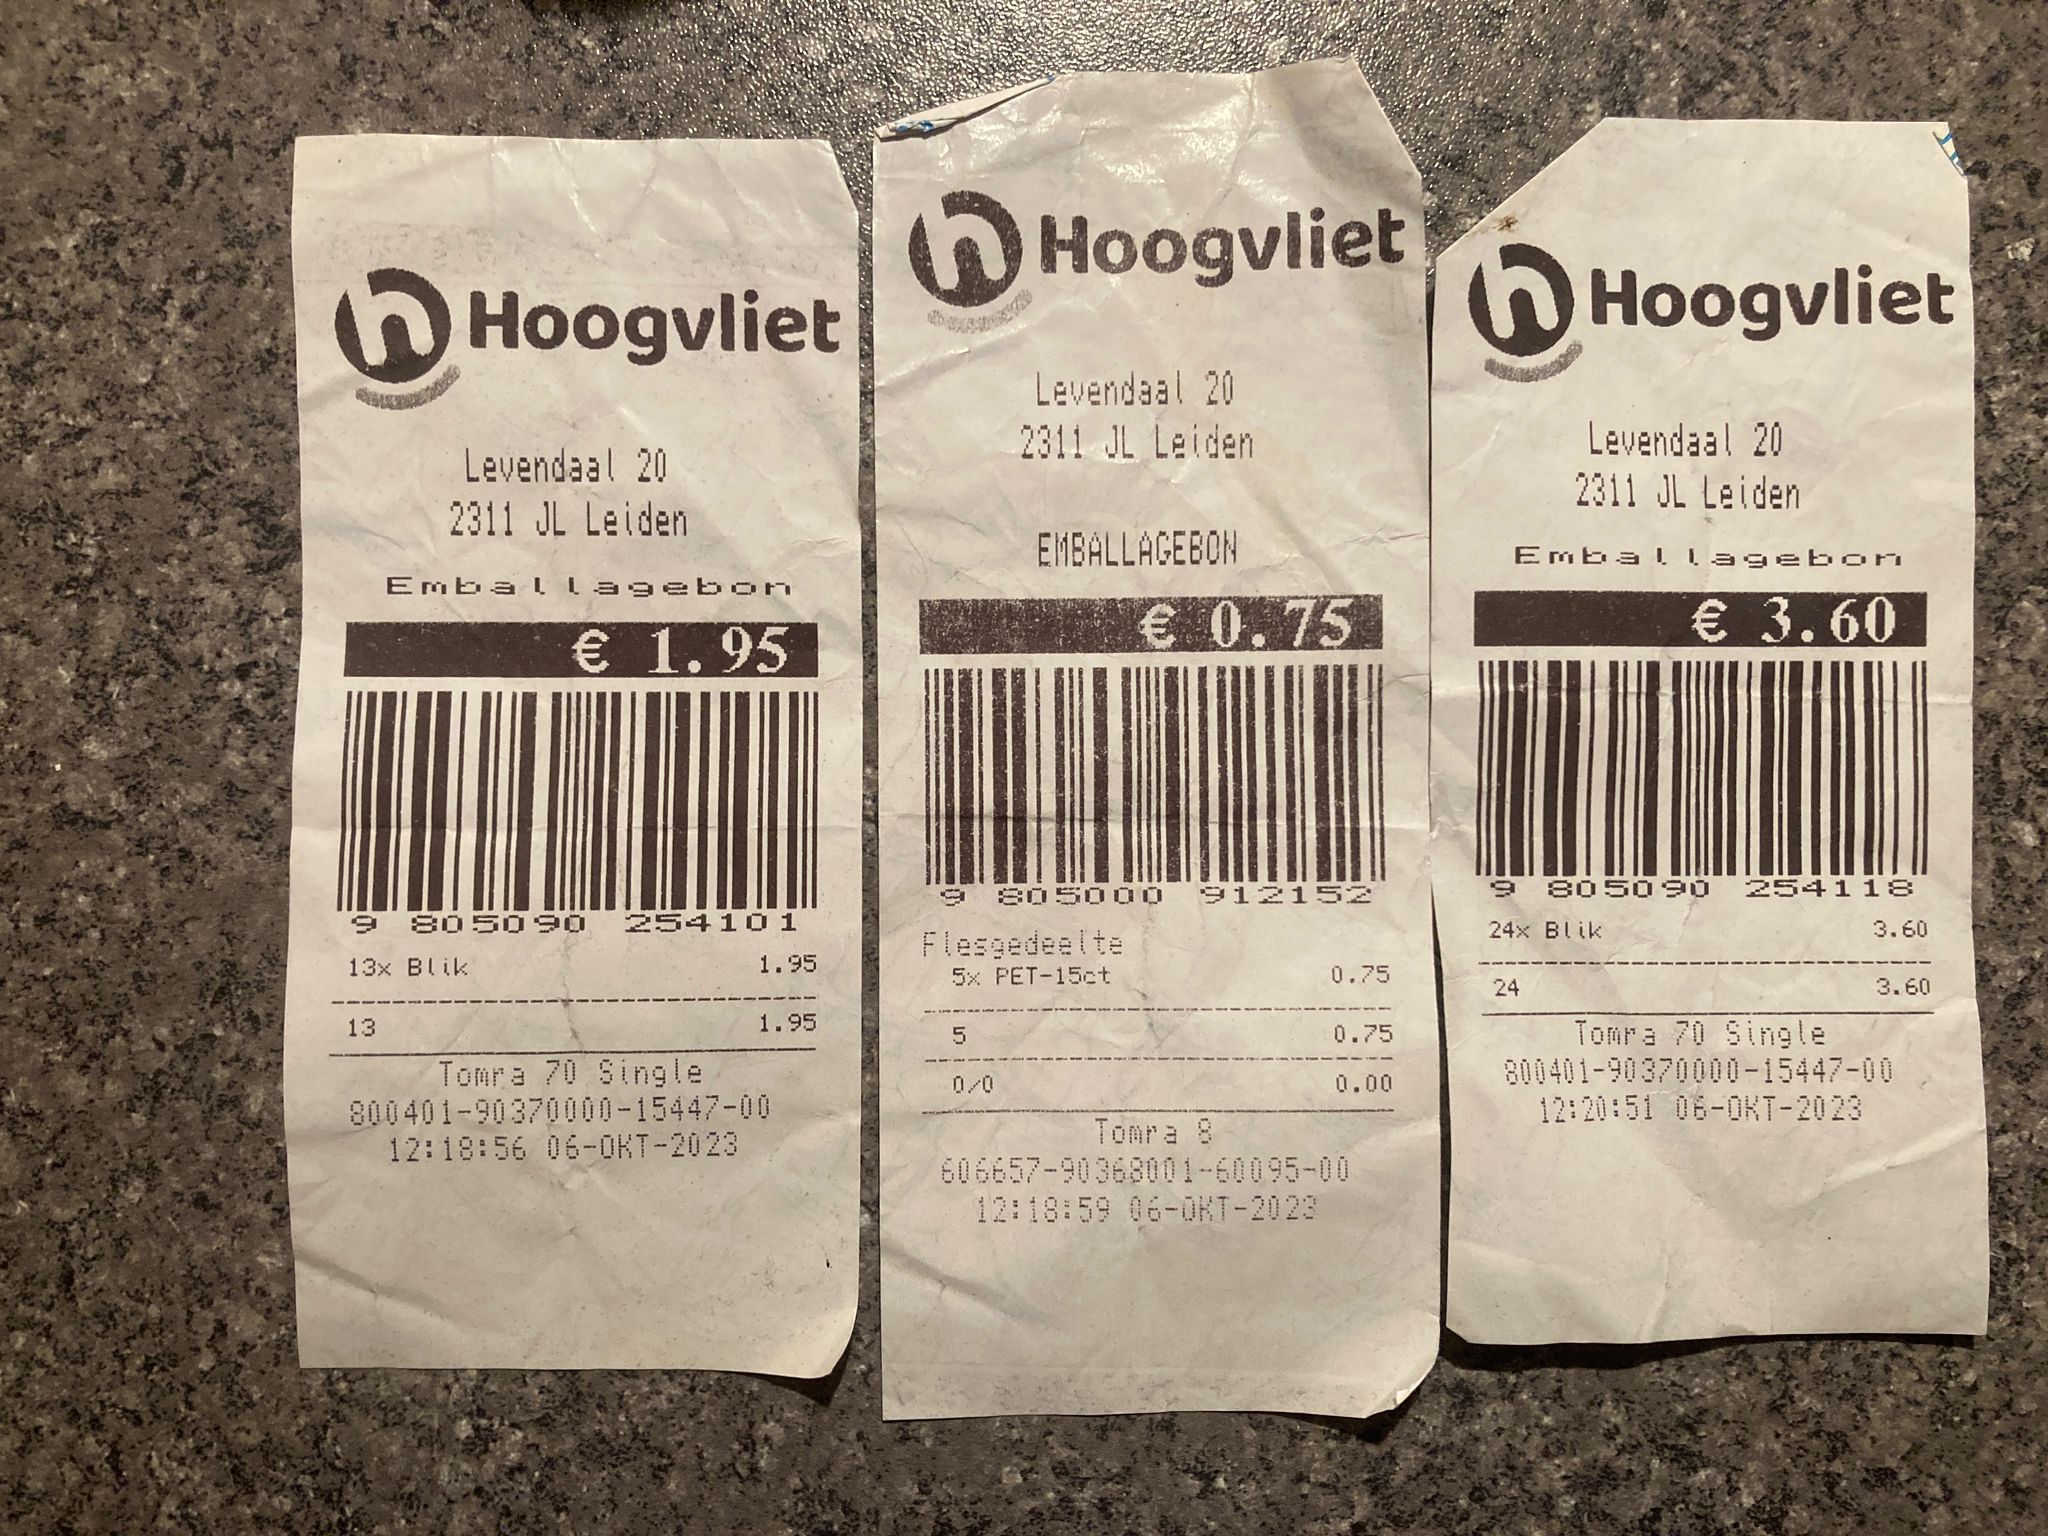 Hoogvliet
Levendaal 20
2311 JL Leiden
Emballagebon
€ 1.95
9 805090 254101
13x Blik 1.95
13 1.95
Tomra 70 Single
800401-90370000-15447-00
12:18:56 06-OKT-2023
Hoogvliet
Levendaal 20
2311 JL Leiden
EMBALLAGEBON
€ 0.75
9 805000 912152
Flesgedeelte
5x PET-15ct 0.75
5 0.75
0/0 0.00
Tomra 8
606657-90368001-60095-00
12:18:59 06-OKT-2023
Hoogvliet
Levendaal 20
2311 JL Leiden
Emballagebon
€ 3.60
9 805090 254118
24x Blik 3.60
24 3.60
Tomra 70 Single
800401-90370000-15447-00
12:20:51 06-OKT-2023